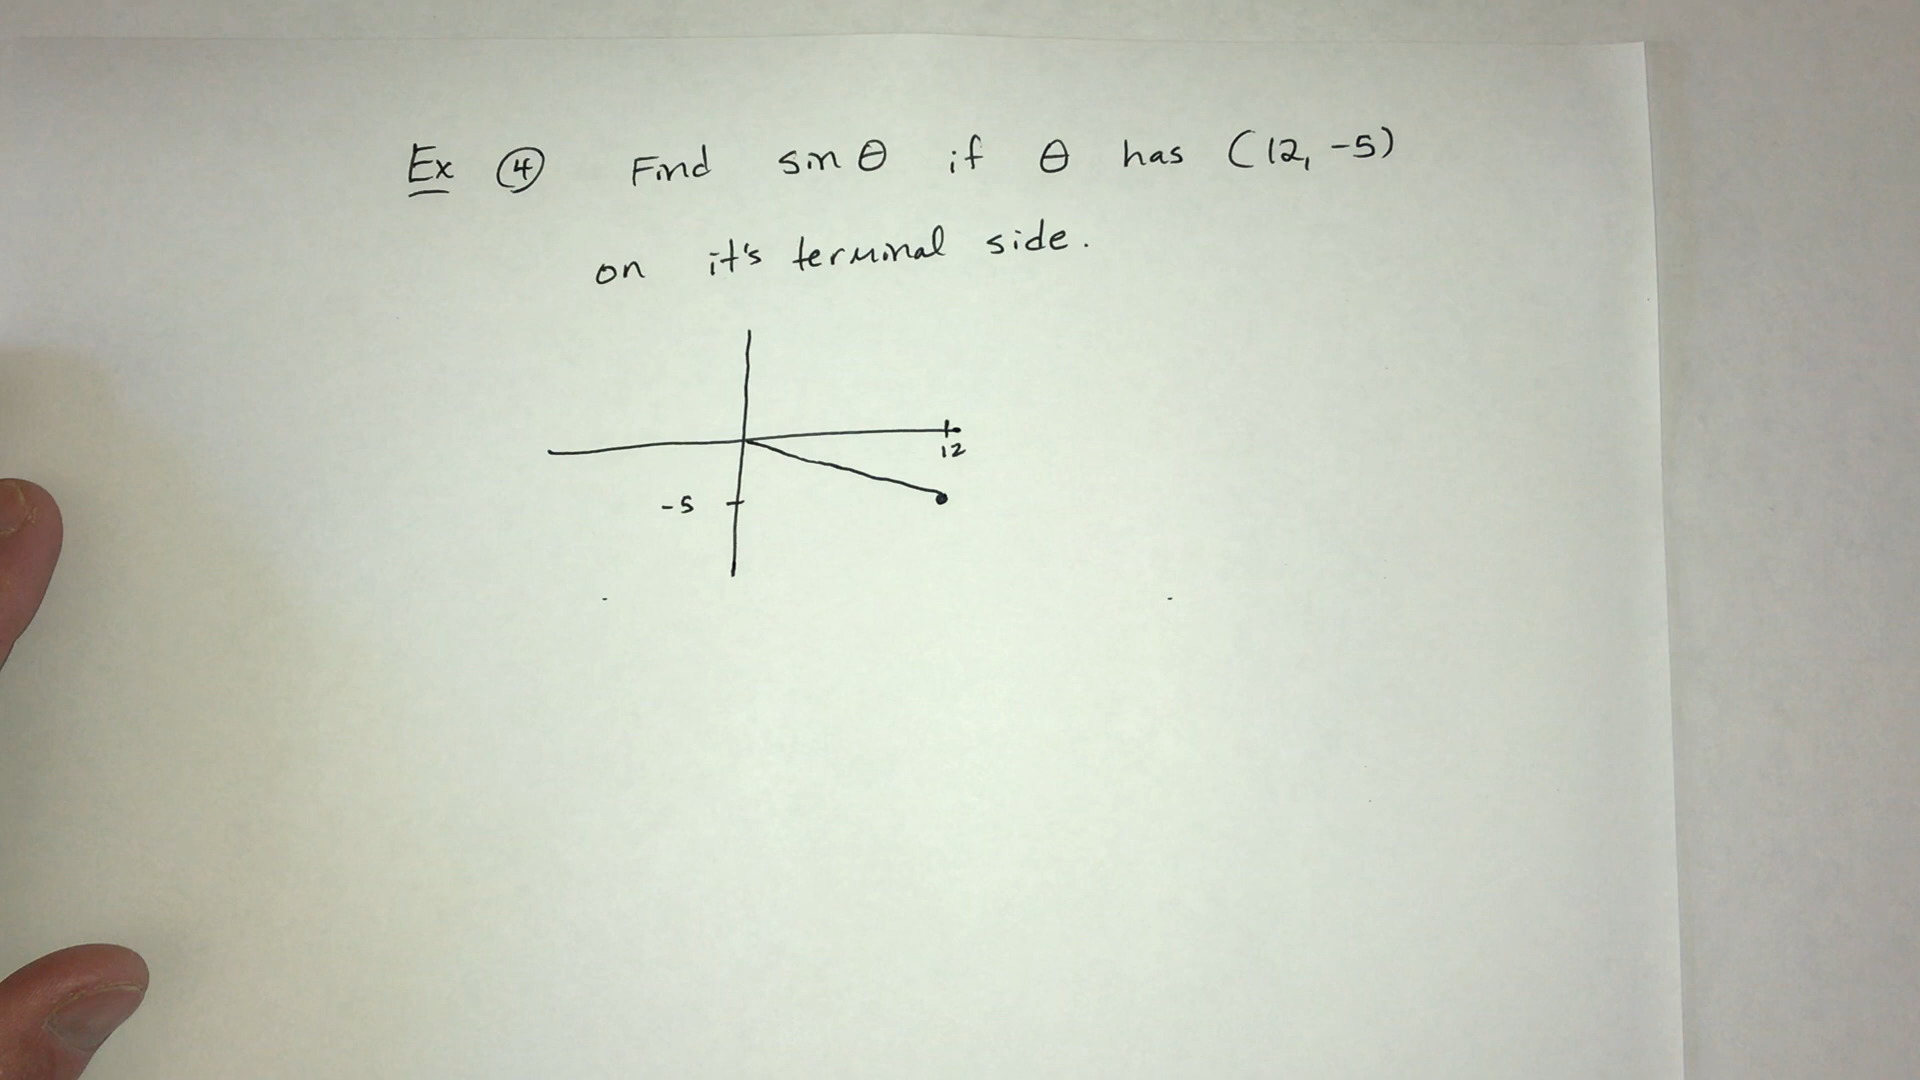 Ex ④ Find sin θ if θ has (12, -5)
on it's terminal side.
12
-5